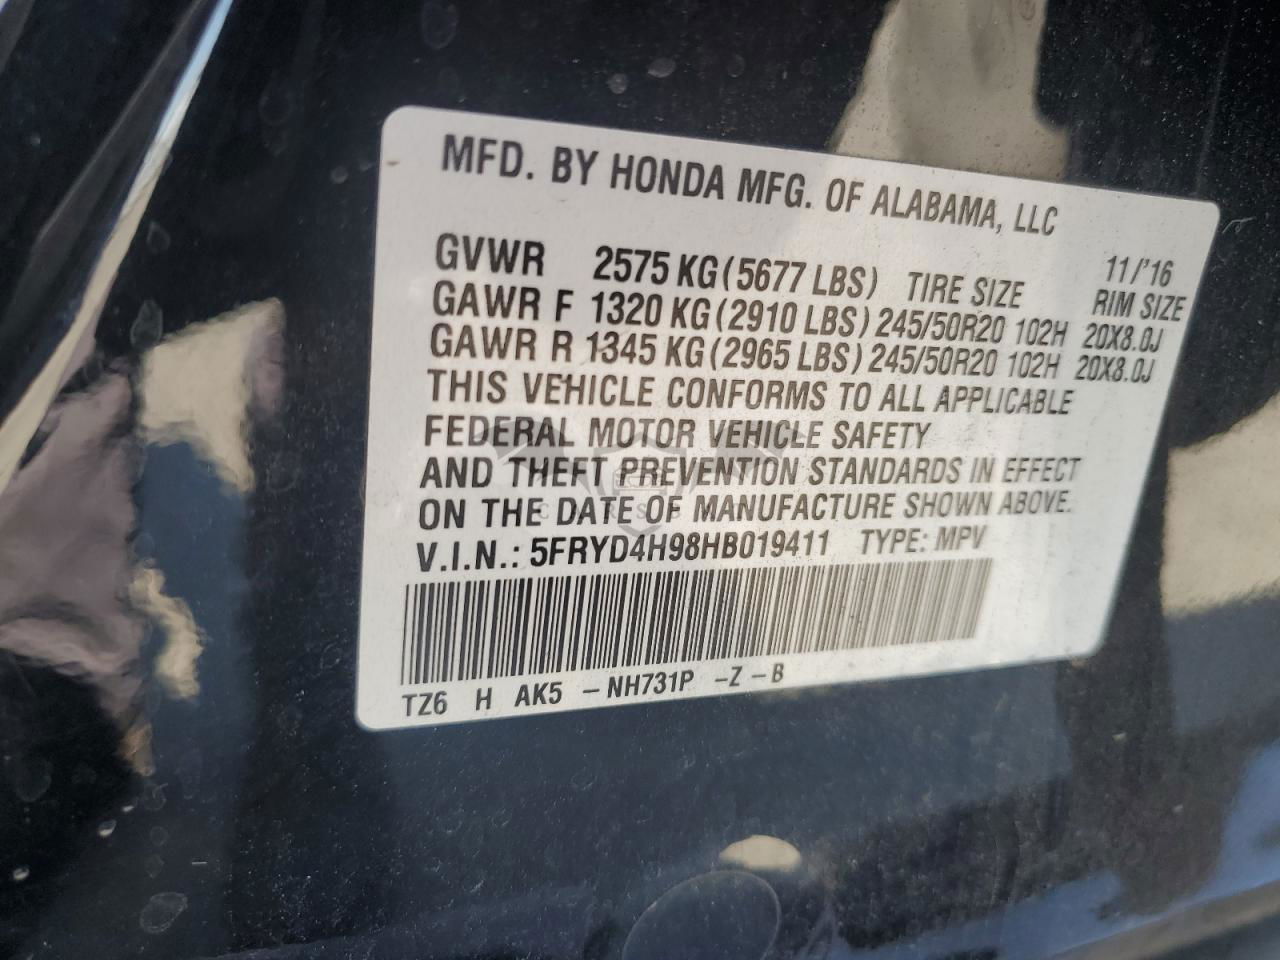 MFD. BY HONDA MFG. OF ALABAMA, LLC
11/'16
GVWR 2575 KG (5677 LBS) TIRE SIZE RIM SIZE
GAWR F 1320 KG (2910 LBS) 245/50R20 102H 20X8.0J
GAWR R 1345 KG (2965 LBS) 245/50R20 102H 20X8.0J
THIS VEHICLE CONFORMS TO ALL APPLICABLE
FEDERAL MOTOR VEHICLE SAFETY
AND THEFT PREVENTION STANDARDS IN EFFECT
ON THE DATE OF MANUFACTURE SHOWN ABOVE.
V.I.N.: 5FRYD4H98HB019411 TYPE: MPV
TZ6 H AK5 -NH731P -Z-B